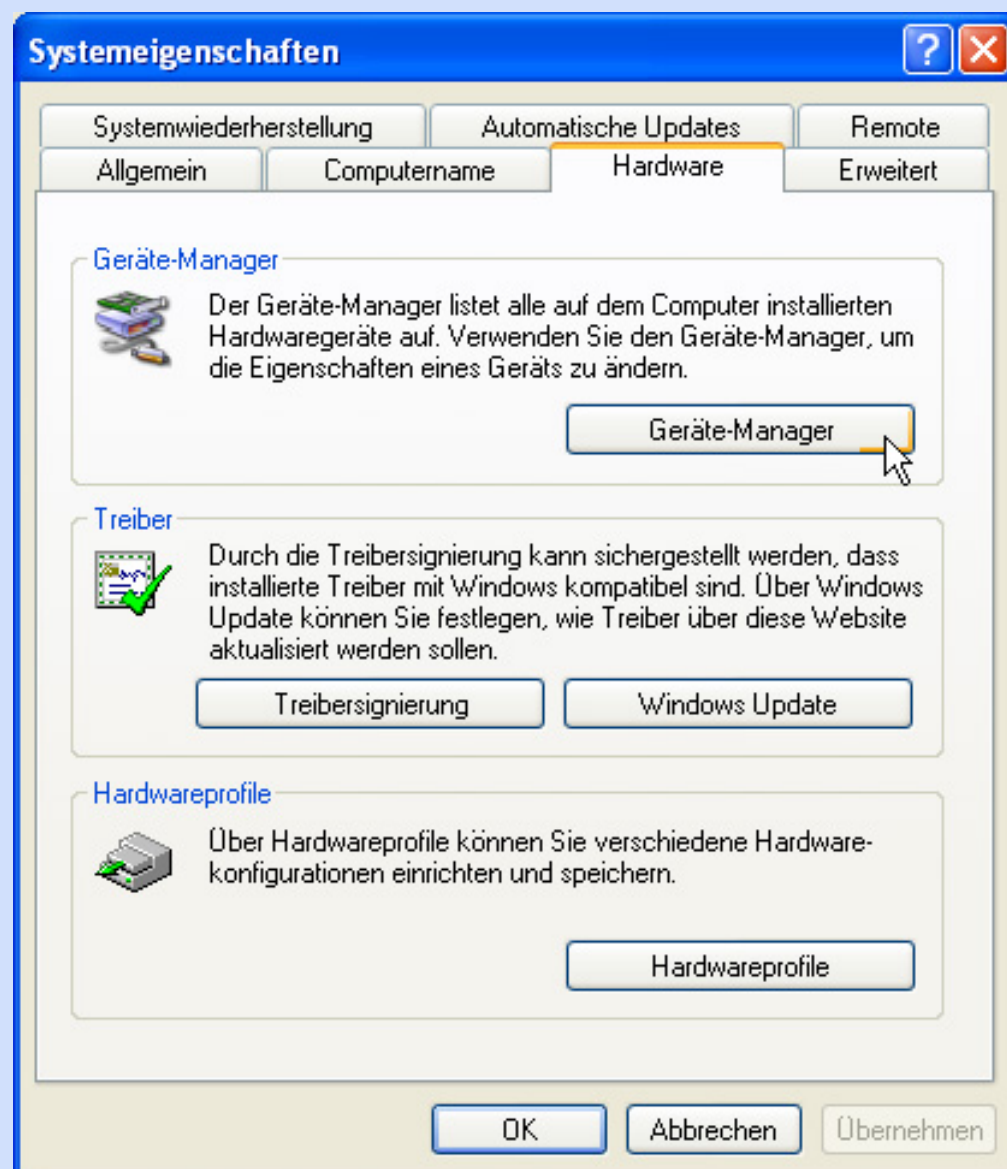 Systemeigenschaften
Systemwiederherstellung Automatische Updates Remote
Allgemein Computername Hardware Erweitert
Geräte-Manager
Der Geräte-Manager listet alle auf dem Computer installierten
Hardwaregeräte auf. Verwenden Sie den Geräte-Manager, um
die Eigenschaften eines Geräts zu ändern.
Geräte-Manager
Treiber
Durch die Treibersignierung kann sichergestellt werden, dass
installierte Treiber mit Windows kompatibel sind. Über Windows
Update können Sie festlegen, wie Treiber über diese Website
aktualisiert werden sollen.
Treibersignierung Windows Update
Hardwareprofile
Über Hardwareprofile können Sie verschiedene Hardware-
konfigurationen einrichten und speichern.
Hardwareprofile
OK Abbrechen Übernehmen